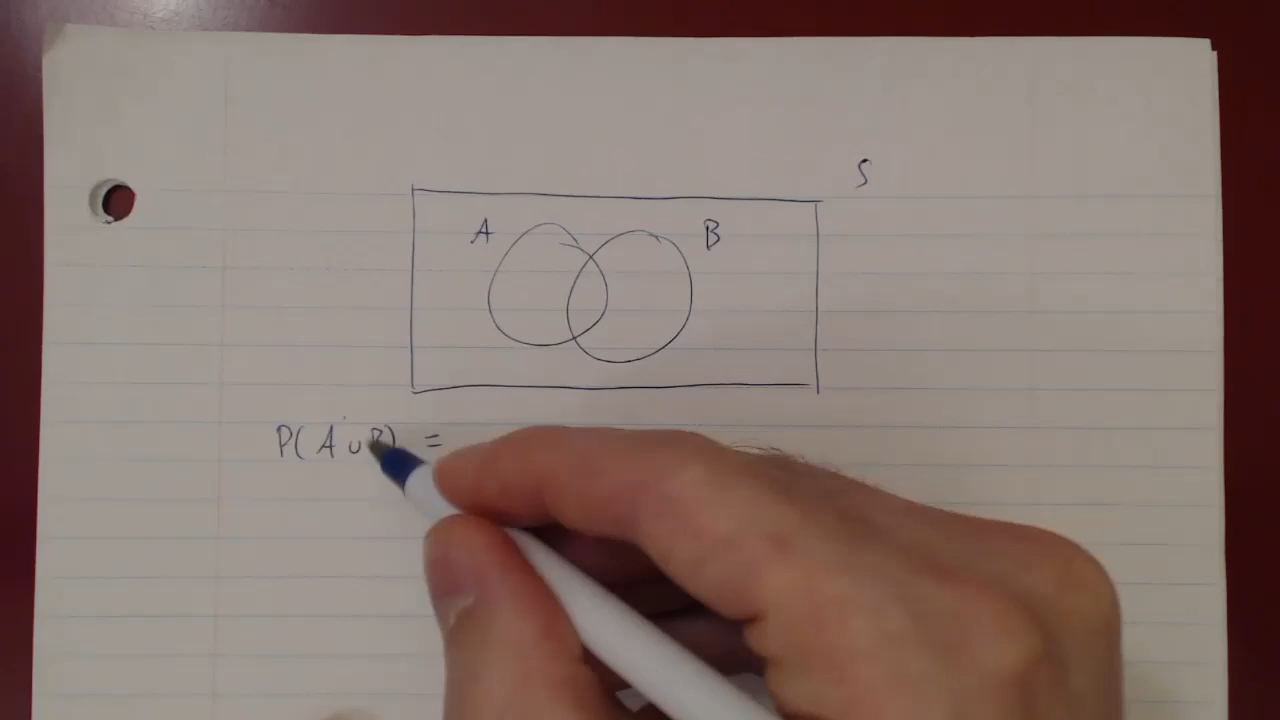 S
A B
P( A ∪ B) =